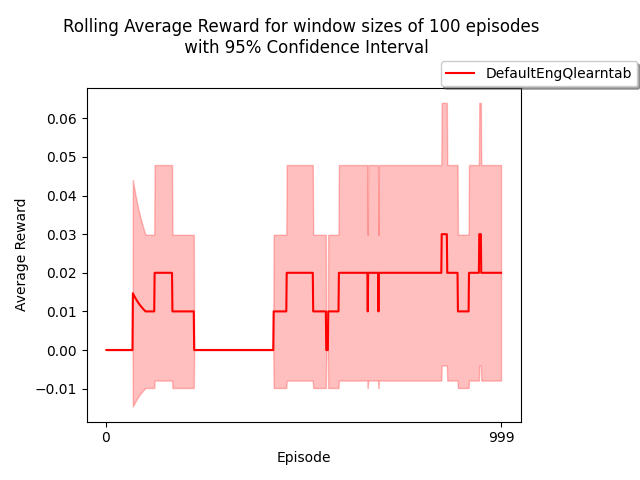 Rolling Average Reward for window sizes of 100 episodes
with 95% Confidence Interval
DefaultEngQlearntab
0.06
0.05
0.04
0.03
0.02
0.01
0.00
−0.01
Average Reward
0
999
Episode